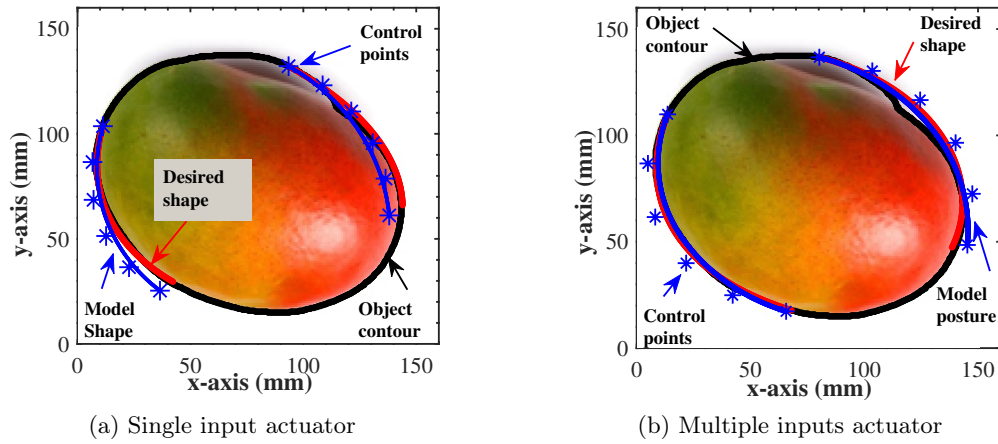 150
100
50
0
y-axis (mm)
Control
points
Desired
shape
Model
Shape
Object
contour
0
50
100
150
x-axis (mm)
(a) Single input actuator
150
100
50
0
y-axis (mm)
Object
contour
Desired
shape
Control
points
Model
posture
0
50
100
150
x-axis (mm)
(b) Multiple inputs actuator